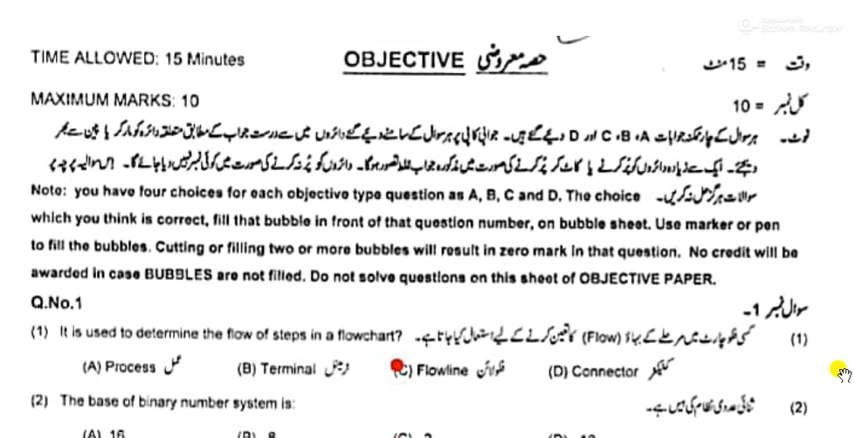 TIME ALLOWED: 15 Minutes OBJECTIVE حصہ معروضی وقت = 15 منٹ
MAXIMUM MARKS: 10 کل نمبر = 10
نوٹ۔ ہر سوال کے چار ممکنہ جوابات A، B، C اور D دیے گئے ہیں۔ جوابی کاپی پر ہر سوال کے سامنے دیے گئے دائروں میں سے درست جواب کے مطابق متعلقہ دائرہ کو مارکر یا پین سے بھر
دیجئے۔ ایک سے زیادہ دائروں کو پُر کرنے یا کاٹ کر پُر کرنے کی صورت میں مذکورہ جواب غلط تصور ہوگا۔ دائروں کو پُر نہ کرنے کی صورت میں کوئی نمبر نہیں دیا جائے گا۔ اس سوالیہ پرچہ پر
سوالات ہرگز حل نہ کریں۔ Note: you have four choices for each objective type question as A, B, C and D. The choice
which you think is correct, fill that bubble in front of that question number, on bubble sheet. Use marker or pen
to fill the bubbles. Cutting or filling two or more bubbles will result in zero mark in that question. No credit will be
awarded in case BUBBLES are not filled. Do not solve questions on this sheet of OBJECTIVE PAPER.
Q.No.1 سوال نمبر 1-
(1) It is used to determine the flow of steps in a flowchart? کسی فلوچارٹ میں مرحلے کے بہاؤ (Flow) کا تعین کرنے کے لیے استعمال کیا جاتا ہے۔ (1)
(A) Process عمل (B) Terminal ٹرمینل (C) Flowline فلولائن (D) Connector کنیکٹر
(2) The base of binary number system is: ثنائی عددی نظام کی بیس ہے۔ (2)
(A) 16 (B) 8 (C) 2 (D) 10